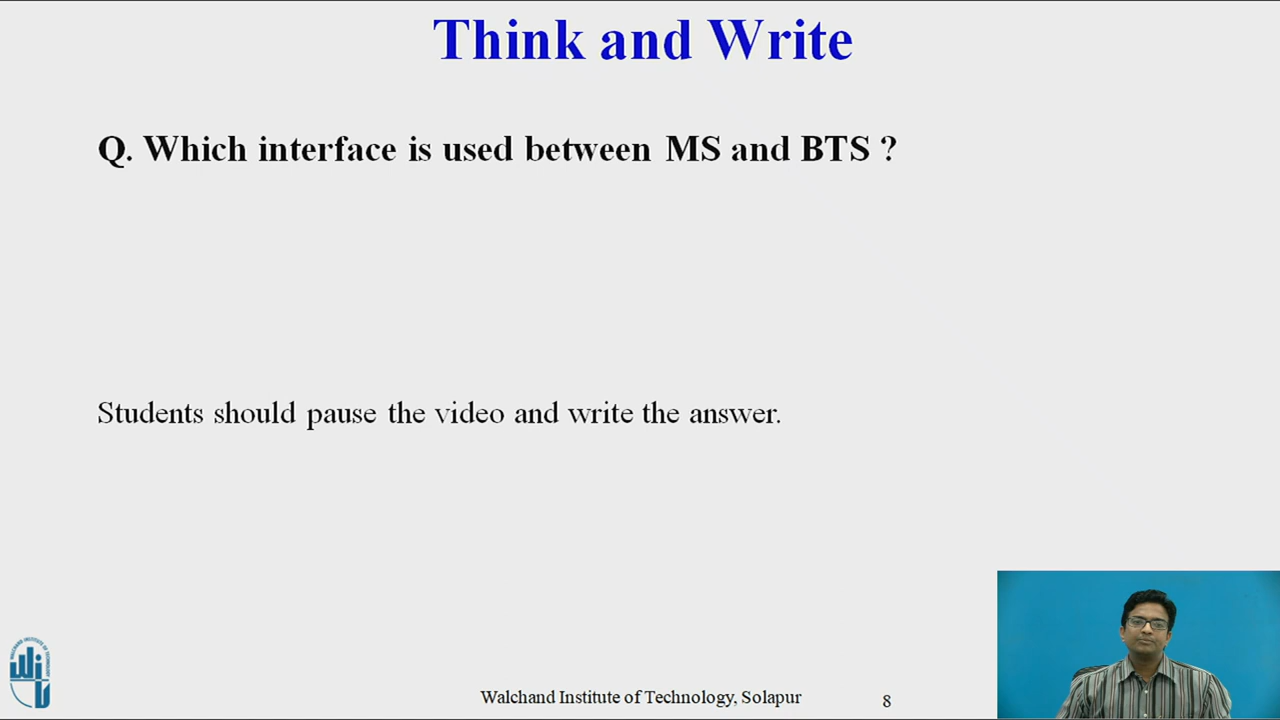 Think and Write
Q. Which interface is used between MS and BTS ?
Students should pause the video and write the answer.
Walchand Institute of Technology, Solapur
8